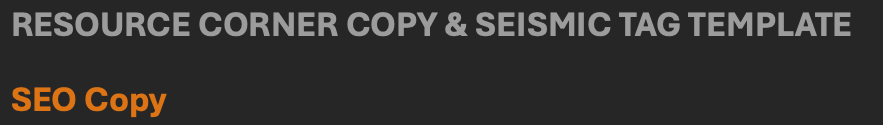 RESOURCE CORNER COPY & SEISMIC TAG TEMPLATE
SEO Copy